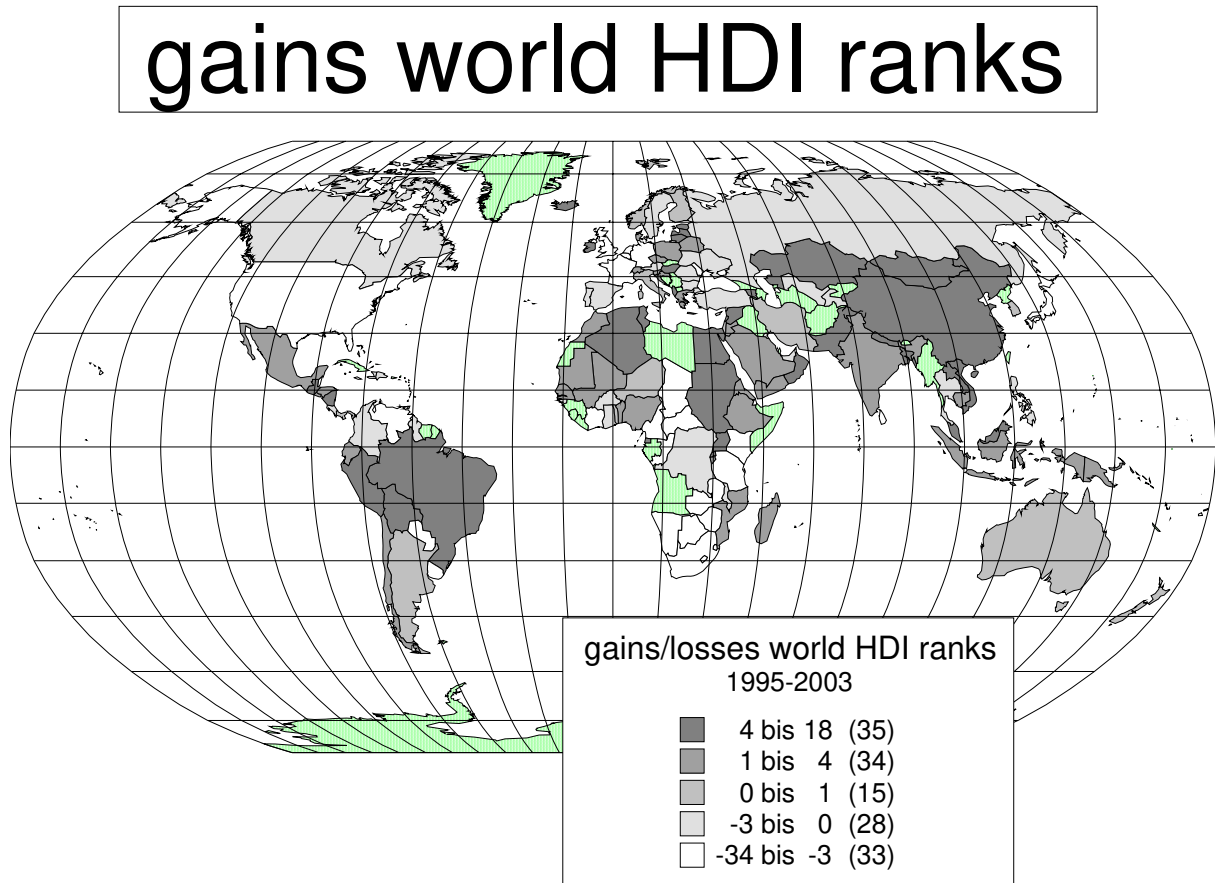 gains world HDI ranks
gains/losses world HDI ranks
1995-2003
4 bis 18 (35)
1 bis 4 (34)
0 bis 1 (15)
-3 bis 0 (28)
-34 bis -3 (33)